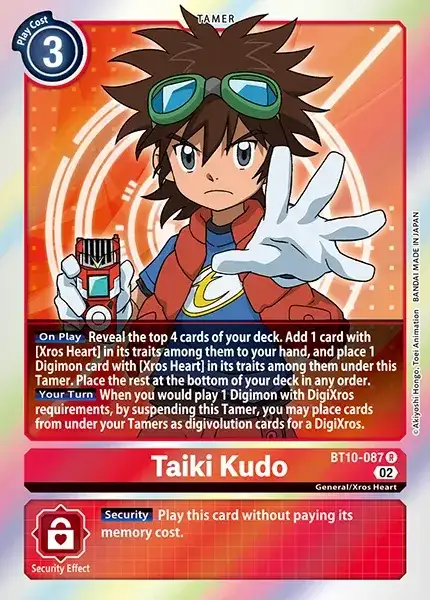 TAMER
Play Cost
3
On Play Reveal the top 4 cards of your deck. Add 1 card with
[Xros Heart] in its traits among them to your hand, and place 1
Digimon card with [Xros Heart] in its traits among them under this
Tamer. Place the rest at the bottom of your deck in any order.
Your Turn When you would play 1 Digimon with DigiXros
requirements, by suspending this Tamer, you may place cards
from under your Tamers as digivolution cards for a DigiXros.
©Akiyoshi Hongo, Toei Animation BANDAI MADE IN JAPAN
Taiki Kudo
BT10-087 R
02
General/Xros Heart
Security Play this card without paying its
memory cost.
Security Effect